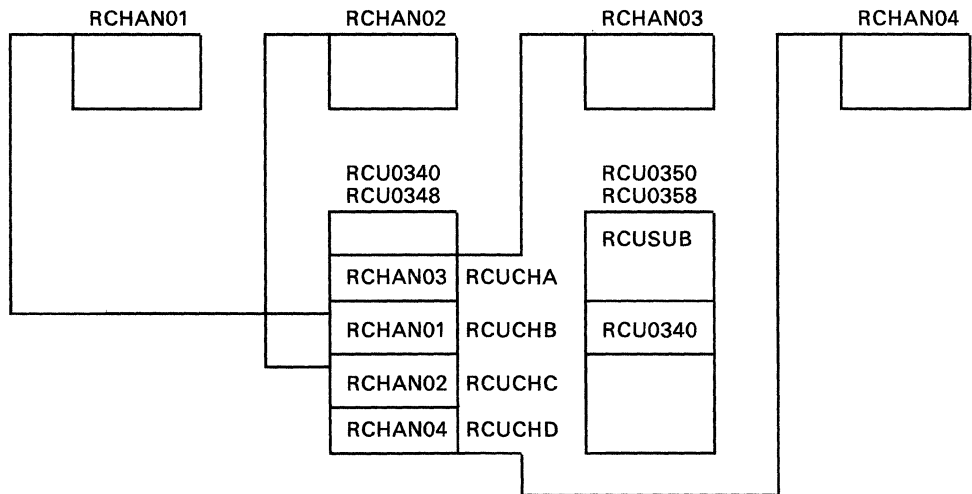 RCHAN01 RCHAN02 RCHAN03 RCHAN04
RCU0340 RCU0350
RCU0348 RCU0358
RCUSUB
RCHAN03 RCUCHA
RCHAN01 RCUCHB RCU0340
RCHAN02 RCUCHC
RCHAN04 RCUCHD